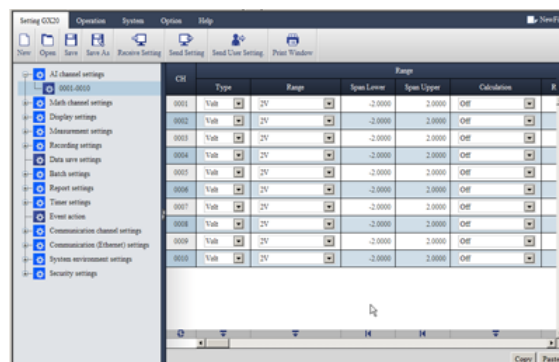 Setting GX20 Operation System Option Help NewFi
New Open Save Save As Receive Setting Send Setting Send User Setting Print Window
AI channel settings
0001-0010
Math channel settings
Display settings
Measurement settings
Recording settings
Data save settings
Batch settings
Report settings
Timer settings
Event action
Communication channel settings
Communication (Ethernet) settings
System environment settings
Security settings
CH Range
Type Range Span Lower Span Upper Calculation R
0001 Volt 2V -2.0000 2.0000 Off
0002 Volt 2V -2.0000 2.0000 Off
0003 Volt 2V -2.0000 2.0000 Off
0004 Volt 2V -2.0000 2.0000 Off
0005 Volt 2V -2.0000 2.0000 Off
0006 Volt 2V -2.0000 2.0000 Off
0007 Volt 2V -2.0000 2.0000 Off
0008 Volt 2V -2.0000 2.0000 Off
0009 Volt 2V -2.0000 2.0000 Off
0010 Volt 2V -2.0000 2.0000 Off
Copy Paste